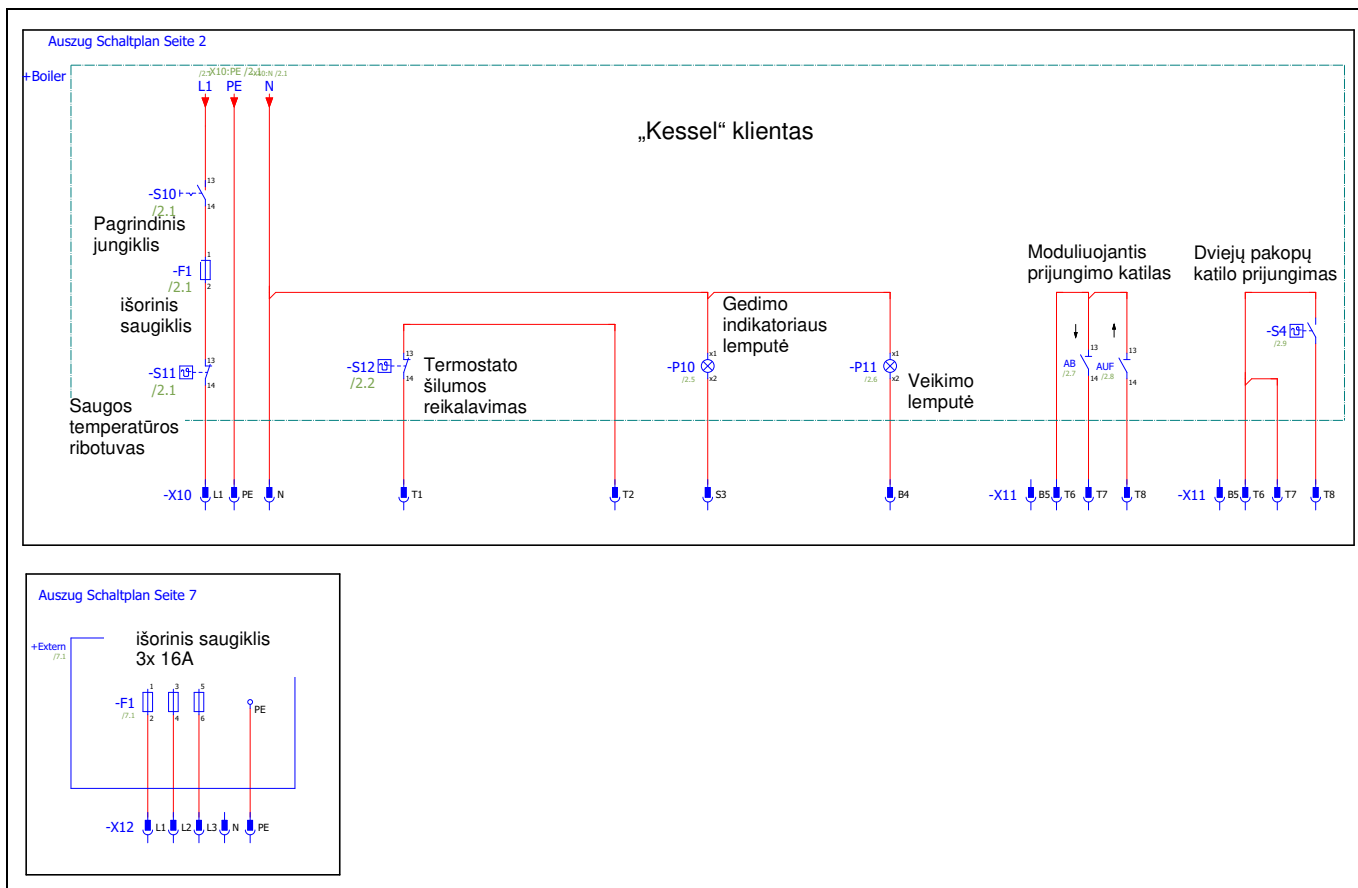 Auszug Schaltplan Seite 2
+Boiler
/2.1 X10:PE /2.1 X10:N /2.1
L1 PE N
„Kessel“ klientas
13
-S10
/2.1
14
Pagrindinis
jungiklis
1
-F1
/2.1
2
išorinis
saugiklis
13
-S11
/2.1
14
Saugos
temperatūros
ribotuvas
13
-S12
/2.2
14
Termostato
šilumos
reikalavimas
Gedimo
indikatoriaus
lemputė
x1
-P10
/2.5
x2
x1
-P11
/2.6
x2
Veikimo
lemputė
Moduliuojantis
prijungimo katilas
13 13
AB AUF
/2.7 /2.8
14 14
Dviejų pakopų
katilo prijungimas
13
-S4
/2.9
14
-X10 L1 PE N T1 T2 S3 B4
-X11 B5 T6 T7 T8
-X11 B5 T6 T7 T8
Auszug Schaltplan Seite 7
+Extern
/7.1
išorinis saugiklis
3x 16A
1 3 5
-F1
/7.1
2 4 6
PE
-X12 L1 L2 L3 N PE